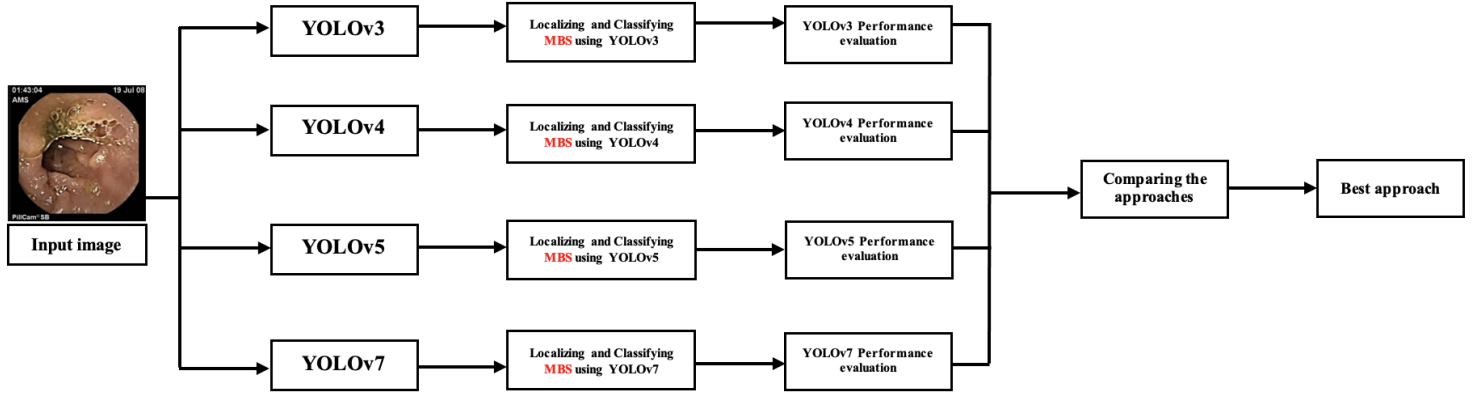 01:43:04
19 Jul 08
AMS
PillCam® SB
Input image
YOLOv3
Localizing and Classifying
MBS using YOLOv3
YOLOv3 Performance
evaluation
YOLOv4
Localizing and Classifying
MBS using YOLOv4
YOLOv4 Performance
evaluation
YOLOv5
Localizing and Classifying
MBS using YOLOv5
YOLOv5 Performance
evaluation
YOLOv7
Localizing and Classifying
MBS using YOLOv7
YOLOv7 Performance
evaluation
Comparing the
approaches
Best approach